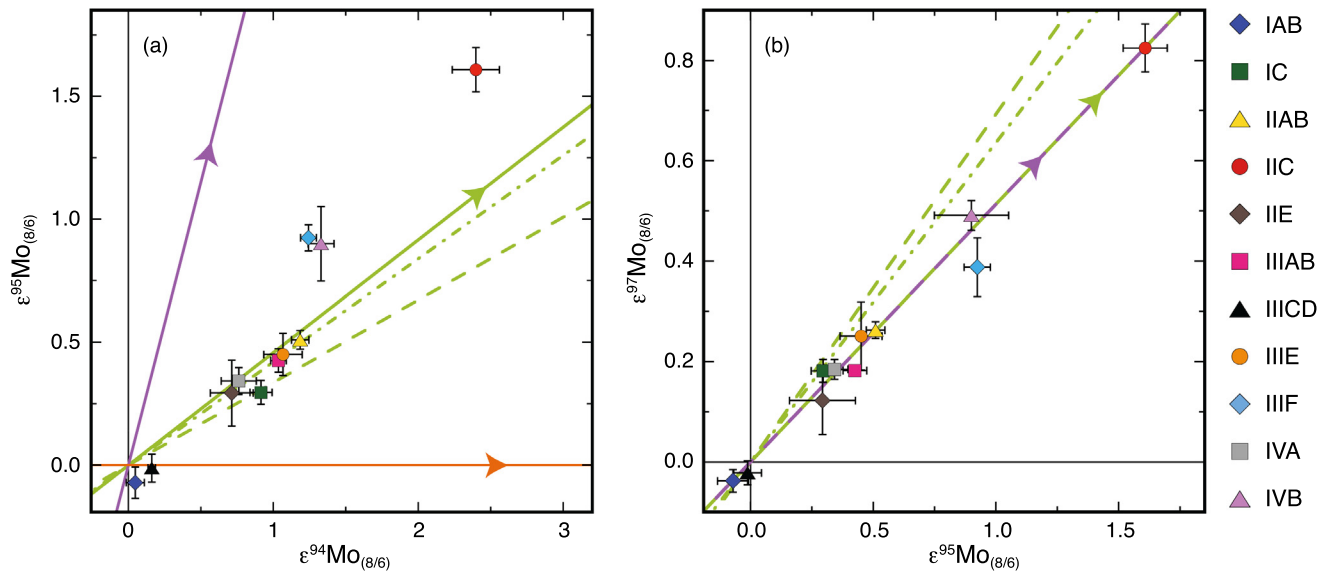 (a)
1.5
1.0
0.5
0.0
0
1
2
3
ε⁹⁵Mo(8/6)
ε⁹⁴Mo(8/6)
(b)
0.8
0.6
0.4
0.2
0.0
0.0
0.5
1.0
1.5
ε⁹⁷Mo(8/6)
ε⁹⁵Mo(8/6)
IAB
IC
IIAB
IIC
IIE
IIIAB
IIICD
IIIE
IIIF
IVA
IVB